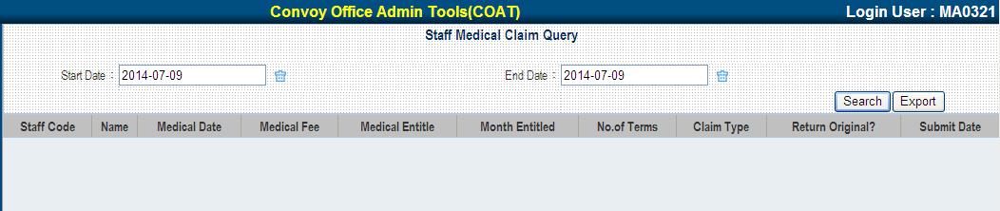 Convoy Office Admin Tools(COAT) Login User : MA0321
Staff Medical Claim Query
Start Date : 2014-07-09 End Date : 2014-07-09
Search Export
Staff Code Name Medical Date Medical Fee Medical Entitle Month Entitled No.of Terms Claim Type Return Original? Submit Date